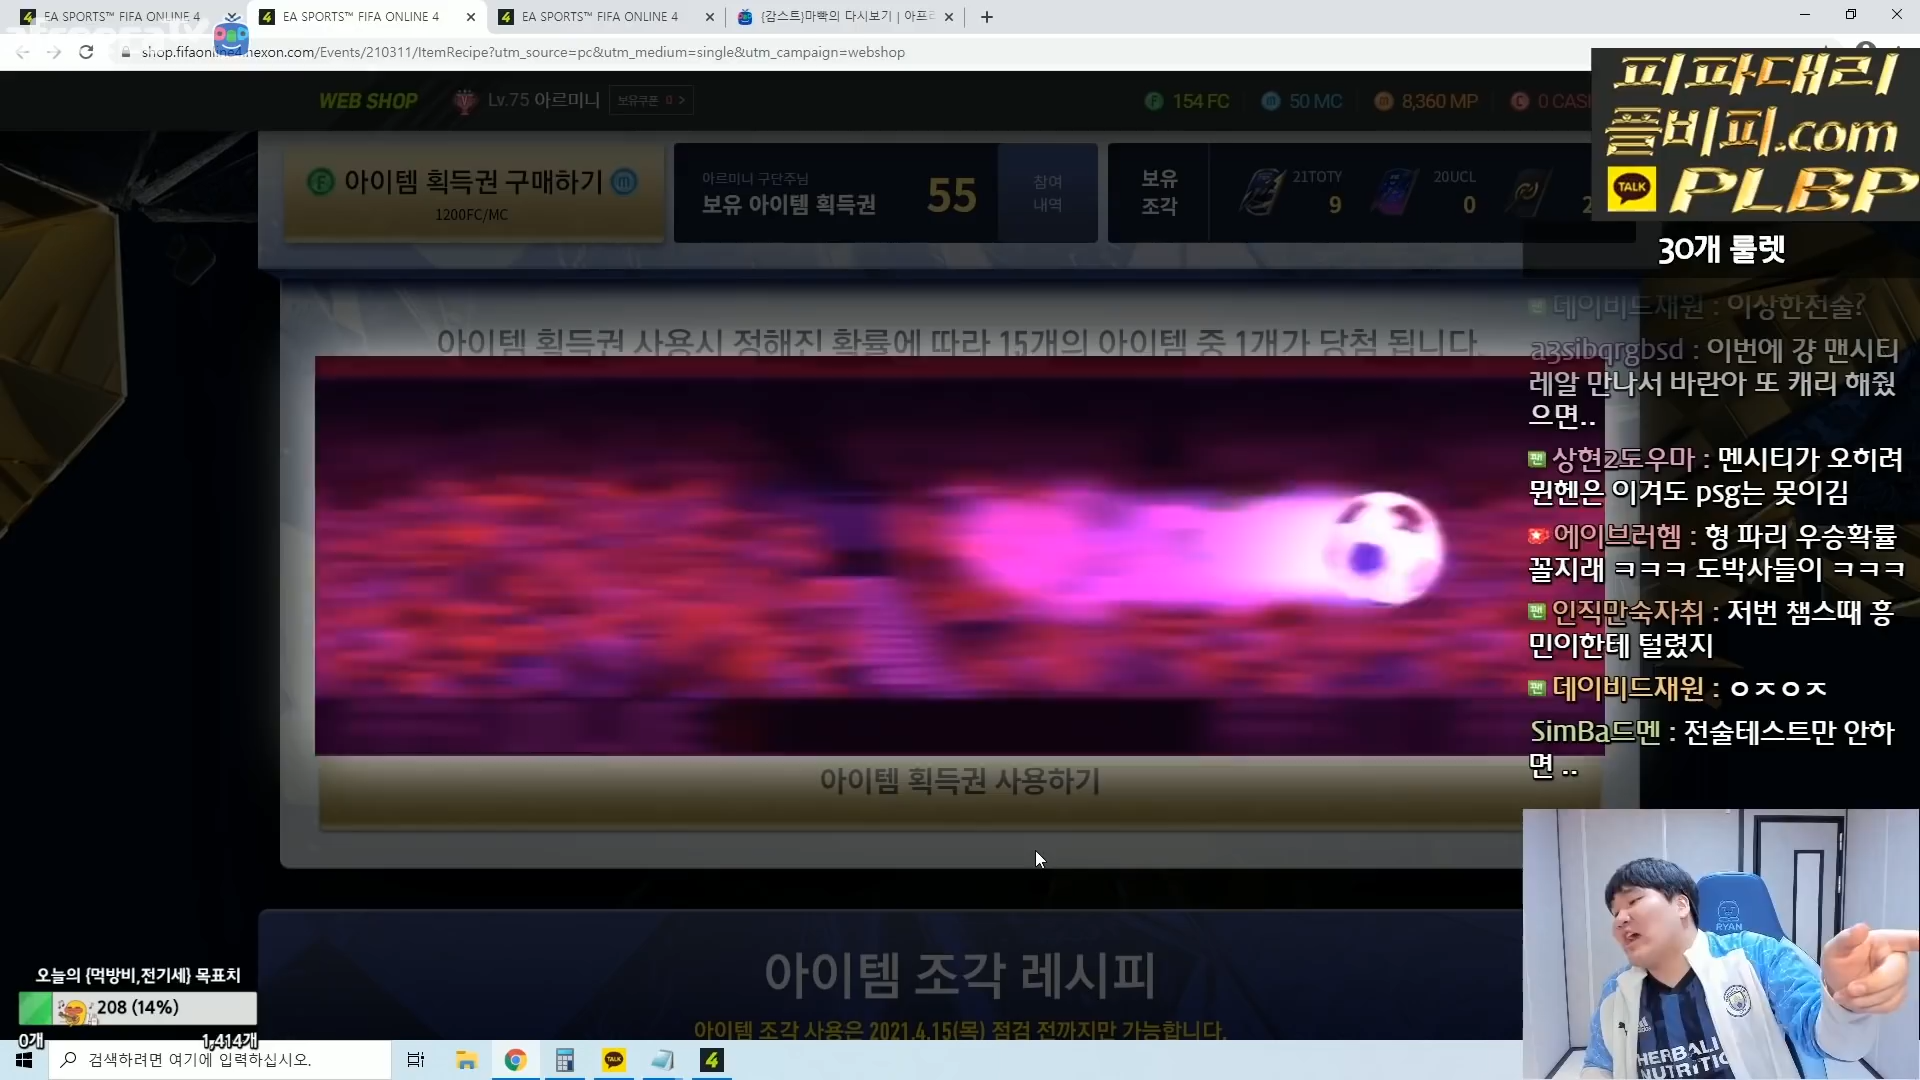 EA SPORTS™ FIFA ONLINE 4
EA SPORTS™ FIFA ONLINE 4
EA SPORTS™ FIFA ONLINE 4
{감스트}마빡의 다시보기 | 아프리
shop.fifaonline4.nexon.com/Events/210311/ItemRecipe?utm_source=pc&utm_medium=single&utm_campaign=webshop
WEB SHOP
Lv.75 아르미니
보유쿠폰 0 >
154 FC
50 MC
8,360 MP
0 CAS
피파대리
플비피.com
TALK PLBP
아이템 획득권 구매하기
1200FC/MC
아르미니 구단주님
보유 아이템 획득권
55
참여
내역
보유
조각
21TOTY
9
20UCL
0
2
30개 룰렛
아이템 획득권 사용시 정해진 확률에 따라 15개의 아이템 중 1개가 당첨 됩니다.
데이비드재원 : 이상한전술?
a3sibqrgbsd : 이번에 걍 맨시티
레알 만나서 바란아 또 캐리 해줬
으면..
팬 상현2도우마 : 멘시티가 오히려
뮌헨은 이겨도 psg는 못이김
에이브러헴 : 형 파리 우승확률
꼴지래 ㅋㅋㅋ 도박사들이 ㅋㅋㅋ
팬 인직만숙자취 : 저번 챔스때 흥
민이한테 털렸지
팬 데이비드재원 : ㅇㅈㅇㅈ
SimBa드멘 : 전술테스트만 안하
면 ..
아이템 획득권 사용하기
아이템 조각 레시피
아이템 조각 사용은 2021.4.15(목) 점검 전까지만 가능합니다.
오늘의 {먹방비,전기세} 목표치
208 (14%)
0개
1,414개
검색하려면 여기에 입력하십시오.
TALK
4
RYAN
HERBALI
NUTRITIO